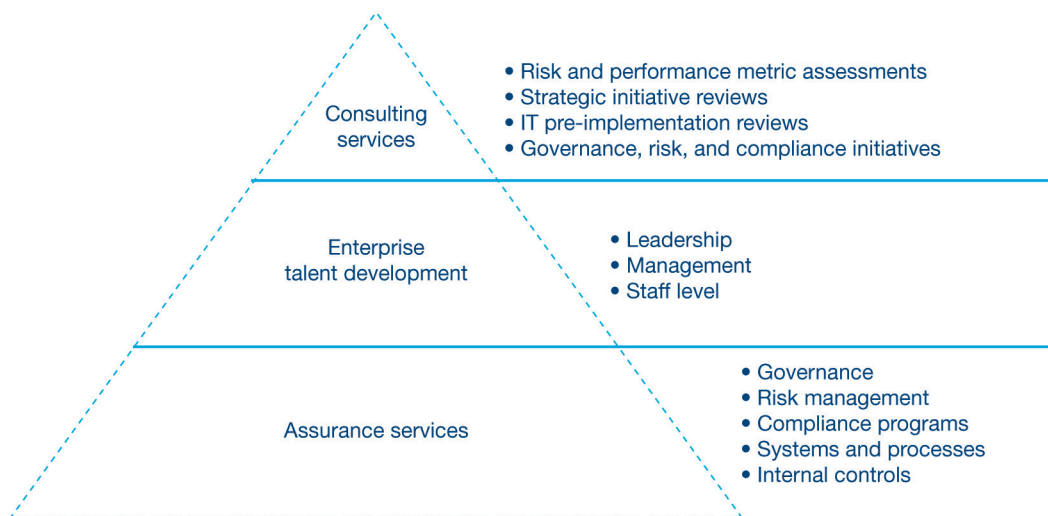 Consulting
services
• Risk and performance metric assessments
• Strategic initiative reviews
• IT pre-implementation reviews
• Governance, risk, and compliance initiatives
Enterprise
talent development
• Leadership
• Management
• Staff level
Assurance services
• Governance
• Risk management
• Compliance programs
• Systems and processes
• Internal controls